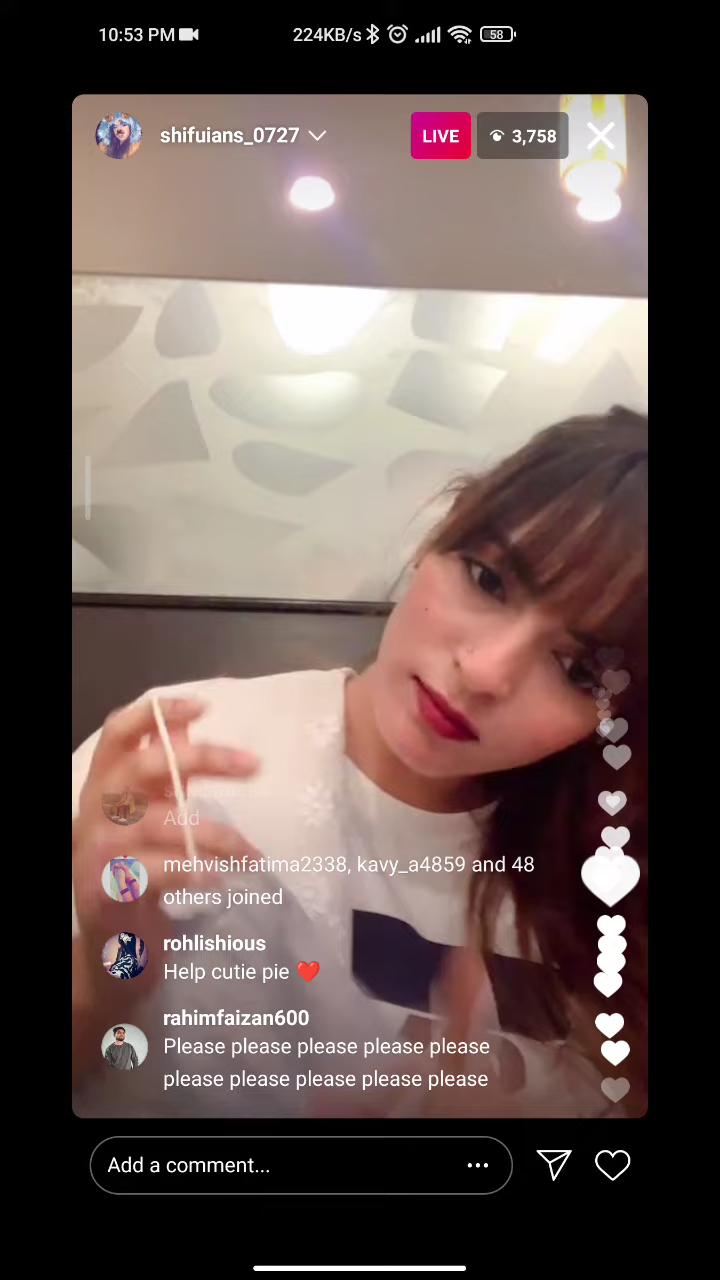 10:53 PM 224KB/s 58
shifuians_0727 LIVE 3,758
Add
mehvishfatima2338, kavy_a4859 and 48
others joined
rohlishious
Help cutie pie ❤️
rahimfaizan600
Please please please please please
please please please please please
Add a comment...